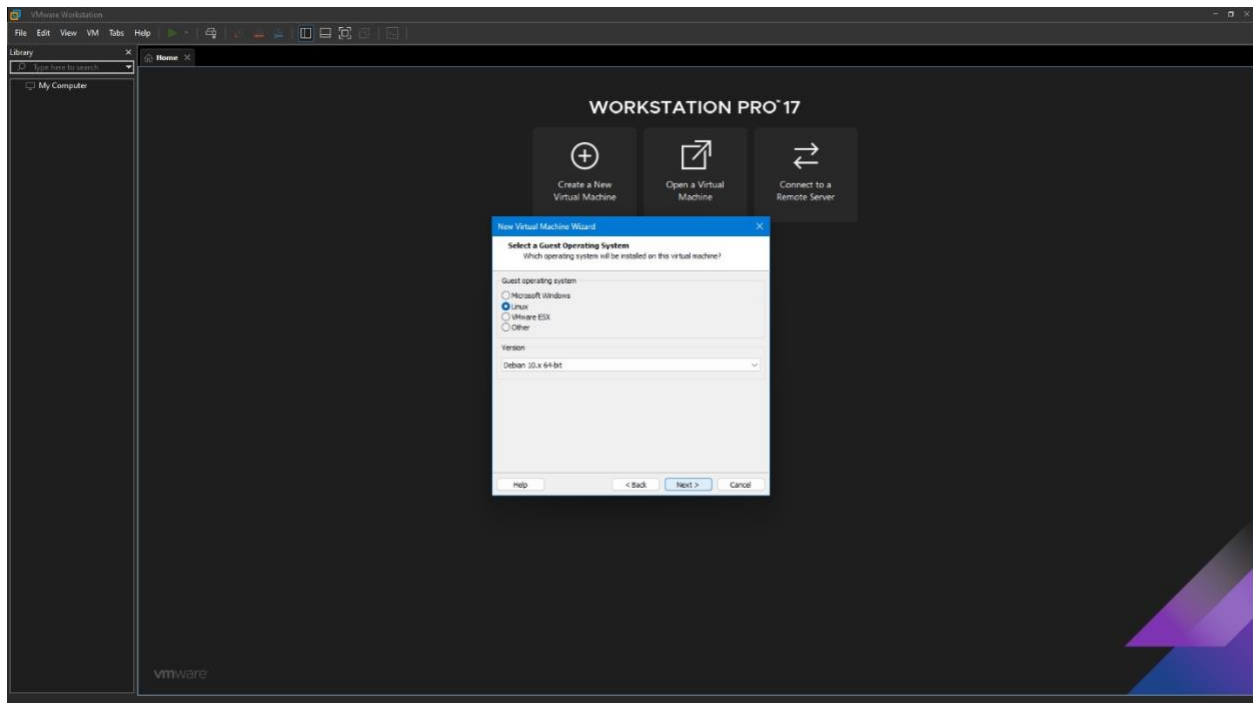 VMware Workstation
File Edit View VM Tabs Help
Library
Type here to search
My Computer
Home
WORKSTATION PRO™ 17
Create a New
Virtual Machine
Open a Virtual
Machine
Connect to a
Remote Server
New Virtual Machine Wizard
Select a Guest Operating System
Which operating system will be installed on this virtual machine?
Guest operating system
Microsoft Windows
Linux
VMware ESX
Other
Version
Debian 10.x 64-bit
Help < Back Next > Cancel
vmware